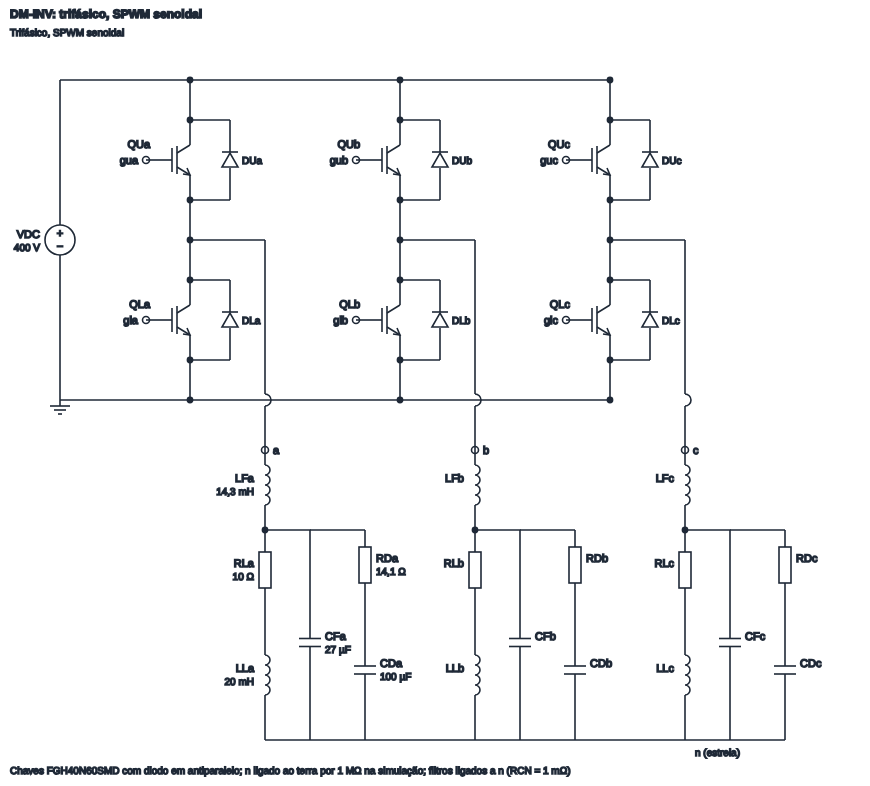 DM-INV: trifásico, SPWM senoidal
Trifásico, SPWM senoidal
QUa
gua
DUa
QUb
gub
DUb
QUc
guc
DUc
VDC
400 V
+
−
QLa
gla
DLa
QLb
glb
DLb
QLc
glc
DLc
a
b
c
LFa
14,3 mH
LFb
LFc
RLa
10 Ω
RDa
14,1 Ω
RLb
RDb
RLc
RDc
CFa
27 µF
CFb
CFc
LLa
20 mH
CDa
100 µF
LLb
CDb
LLc
CDc
n (estrela)
Chaves FGH40N60SMD com diodo em antiparalelo; n ligado ao terra por 1 MΩ na simulação; filtros ligados a n (RCN = 1 mΩ)